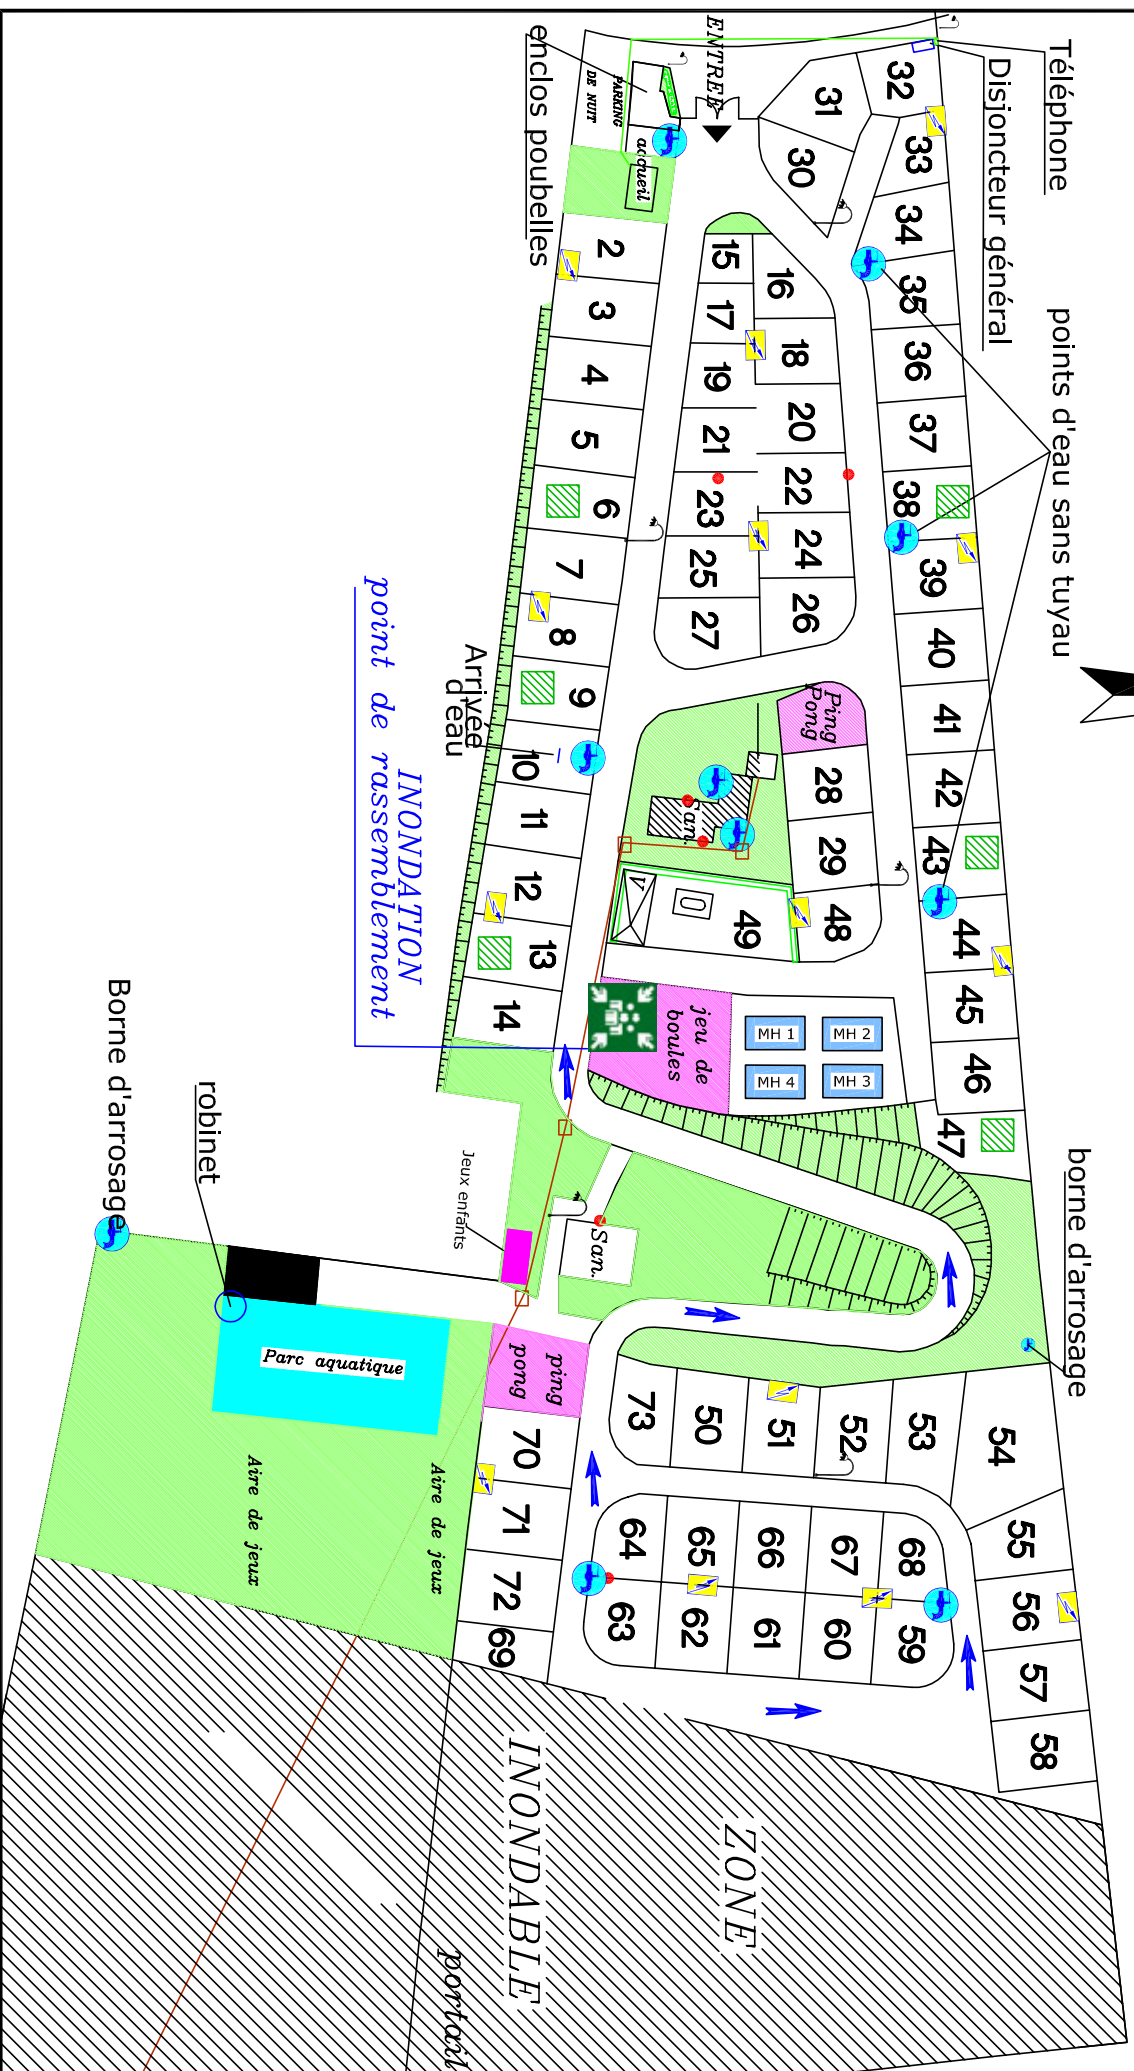 ENTREE
Téléphone
Disjoncteur général
points d'eau sans tuyau
enclos poubelles
PARKING
DE NUIT
accueil
32
31
33
30
34
35
36
37
38
39
40
41
42
43
44
45
46
47
2
3
4
5
6
7
8
9
10
11
12
13
14
15
16
17
18
19
20
21
22
23
24
25
26
27
Ping
Pong
28
29
48
49
San.
A
Arrivée
d'eau
INONDATION
point de rassemblement
jeu de
boules
MH 1
MH 2
MH 4
MH 3
Borne d'arrosage
robinet
Jeux enfants
San.
borne d'arrosage
Parc aquatique
ping
pong
Aire de jeux
Aire de jeux
73
50
51
52
53
54
55
56
57
58
70
71
72
69
64
65
66
67
68
63
62
61
60
59
ZONE
INONDABLE
portail